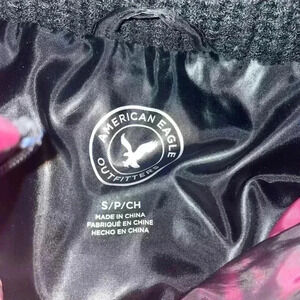 AMERICAN EAGLE
OUTFITTERS
S/P/CH
MADE IN CHINA
FABRIQUÉ EN CHINE
HECHO EN CHINA